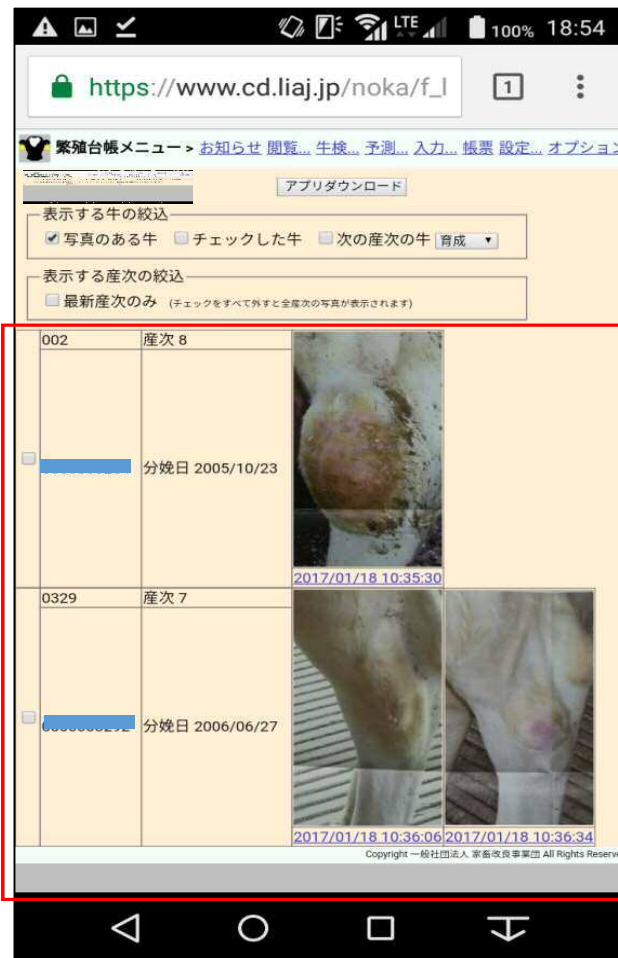 LTE 100% 18:54
https://www.cd.liaj.jp/noka/f_l 1
繁殖台帳メニュー > お知らせ 閲覧... 牛検... 予測... 入力... 帳票 設定... オプション
アプリダウンロード
表示する牛の絞込
写真のある牛 チェックした牛 次の産次の牛 育成
表示する産次の絞込
最新産次のみ (チェックをすべて外すと全産次の写真が表示されます)
002 産次 8
分娩日 2005/10/23
2017/01/18 10:35:30
0329 産次 7
分娩日 2006/06/27
2017/01/18 10:36:06 2017/01/18 10:36:34
Copyright 一般社団法人 家畜改良事業団 All Rights Reserve